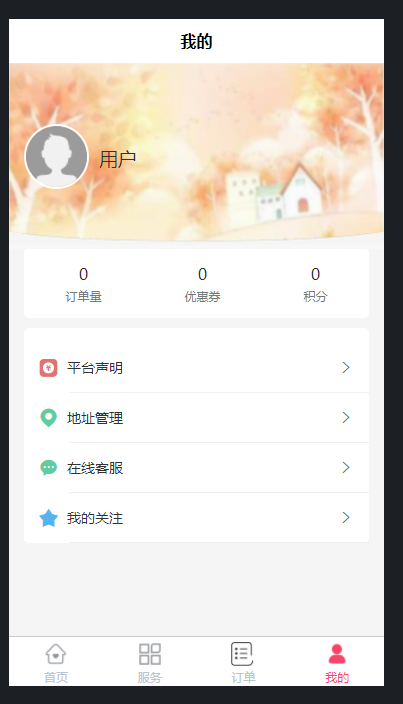 我的
用户
0 0 0
订单量 优惠券 积分
平台声明
地址管理
在线客服
我的关注
首页 服务 订单 我的